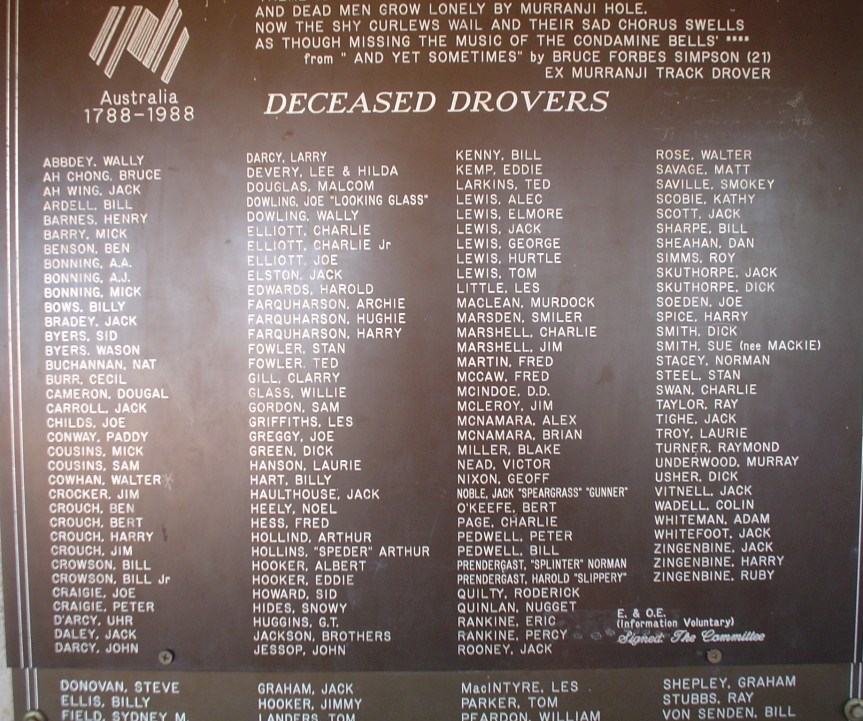 AND DEAD MEN GROW LONELY BY MURRANJI HOLE.
NOW THE SHY CURLEWS WAIL AND THEIR SAD CHORUS SWELLS
AS THOUGH MISSING THE MUSIC OF THE CONDAMINE BELLS' ****
from " AND YET SOMETIMES" by BRUCE FORBES SIMPSON (21)
EX MURRANJI TRACK DROVER
Australia
1788-1988
DECEASED DROVERS
ABBDEY, WALLY
AH CHONG, BRUCE
AH WING, JACK
ARDELL, BILL
BARNES, HENRY
BARRY, MICK
BENSON, BEN
BONNING, A.A.
BONNING, A.J.
BONNING, MICK
BOWS, BILLY
BRADEY, JACK
BYERS, SID
BYERS, WASON
BUCHANNAN, NAT
BURR, CECIL
CAMERON, DOUGAL
CARROLL, JACK
CHILDS, JOE
CONWAY, PADDY
COUSINS, MICK
COUSINS, SAM
COWHAN, WALTER
CROCKER, JIM
CROUCH, BEN
CROUCH, BERT
CROUCH, HARRY
CROUCH, JIM
CROWSON, BILL
CROWSON, BILL Jr
CRAIGIE, JOE
CRAIGIE, PETER
D'ARCY, UHR
DALEY, JACK
DARCY, JOHN
DARCY, LARRY
DEVERY, LEE & HILDA
DOUGLAS, MALCOM
DOWLING, JOE "LOOKING GLASS"
DOWLING, WALLY
ELLIOTT, CHARLIE
ELLIOTT, CHARLIE Jr
ELLIOTT, JOE
ELSTON, JACK
EDWARDS, HAROLD
FARQUHARSON, ARCHIE
FARQUHARSON, HUGHIE
FARQUHARSON, HARRY
FOWLER, STAN
FOWLER, TED
GILL, CLARRY
GLASS, WILLIE
GORDON, SAM
GRIFFITHS, LES
GREGGY, JOE
GREEN, DICK
HANSON, LAURIE
HART, BILLY
HAULTHOUSE, JACK
HEELY, NOEL
HESS, FRED
HOLLIND, ARTHUR
HOLLINS, "SPEDER" ARTHUR
HOOKER, ALBERT
HOOKER, EDDIE
HOWARD, SID
HIDES, SNOWY
HUGGINS, G.T.
JACKSON, BROTHERS
JESSOP, JOHN
KENNY, BILL
KEMP, EDDIE
LARKINS, TED
LEWIS, ALEC
LEWIS, ELMORE
LEWIS, JACK
LEWIS, GEORGE
LEWIS, HURTLE
LEWIS, TOM
LITTLE, LES
MACLEAN, MURDOCK
MARSDEN, SMILER
MARSHELL, CHARLIE
MARSHELL, JIM
MARTIN, FRED
MCCAW, FRED
MCINDOE, D.D.
MCLEROY, JIM
MCNAMARA, ALEX
MCNAMARA, BRIAN
MILLER, BLAKE
NEAD, VICTOR
NIXON, GEOFF
NOBLE, JACK "SPEARGRASS" "GUNNER"
O'KEEFE, BERT
PAGE, CHARLIE
PEDWELL, PETER
PEDWELL, BILL
PRENDERGAST, "SPLINTER" NORMAN
PRENDERGAST, HAROLD "SLIPPERY"
QUILTY, RODERICK
QUINLAN, NUGGET
RANKINE, ERIC
RANKINE, PERCY
ROONEY, JACK
ROSE, WALTER
SAVAGE, MATT
SAVILLE, SMOKEY
SCOBIE, KATHY
SCOTT, JACK
SHARPE, BILL
SHEAHAN, DAN
SIMMS, ROY
SKUTHORPE, JACK
SKUTHORPE, DICK
SOEDEN, JOE
SPICE, HARRY
SMITH, DICK
SMITH, SUE (nee MACKIE)
STACEY, NORMAN
STEEL, STAN
SWAN, CHARLIE
TAYLOR, RAY
TIGHE, JACK
TROY, LAURIE
TURNER, RAYMOND
UNDERWOOD, MURRAY
USHER, DICK
VITNELL, JACK
WADELL, COLIN
WHITEMAN, ADAM
WHITEFOOT, JACK
ZINGENBINE, JACK
ZINGENBINE, HARRY
ZINGENBINE, RUBY
E. & O.E.
(Information Voluntary)
Signed: The Committee
DONOVAN, STEVE
ELLIS, BILLY
FIELD, SYDNEY M.
GRAHAM, JACK
HOOKER, JIMMY
LANDERS, TOM
MacINTYRE, LES
PARKER, TOM
PEARDON, WILLIAM
SHEPLEY, GRAHAM
STUBBS, RAY
VON SENDEN, BILL